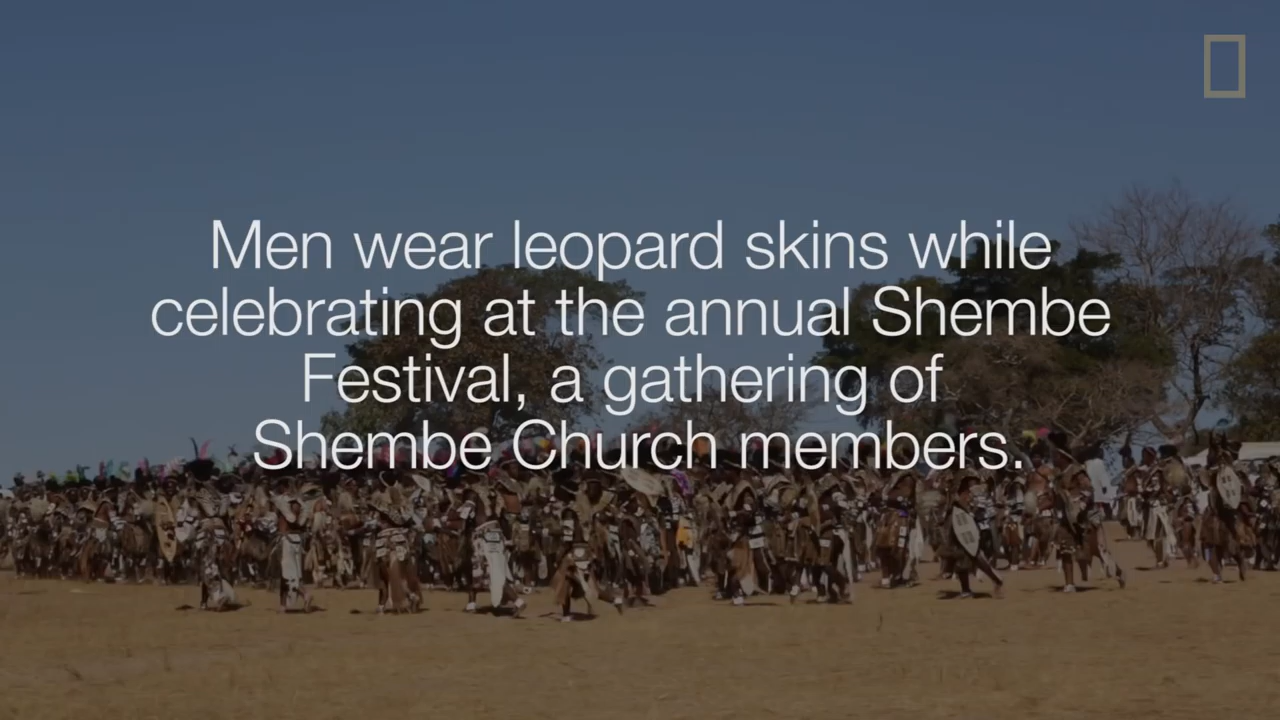 Men wear leopard skins while
celebrating at the annual Shembe
Festival, a gathering of
Shembe Church members.